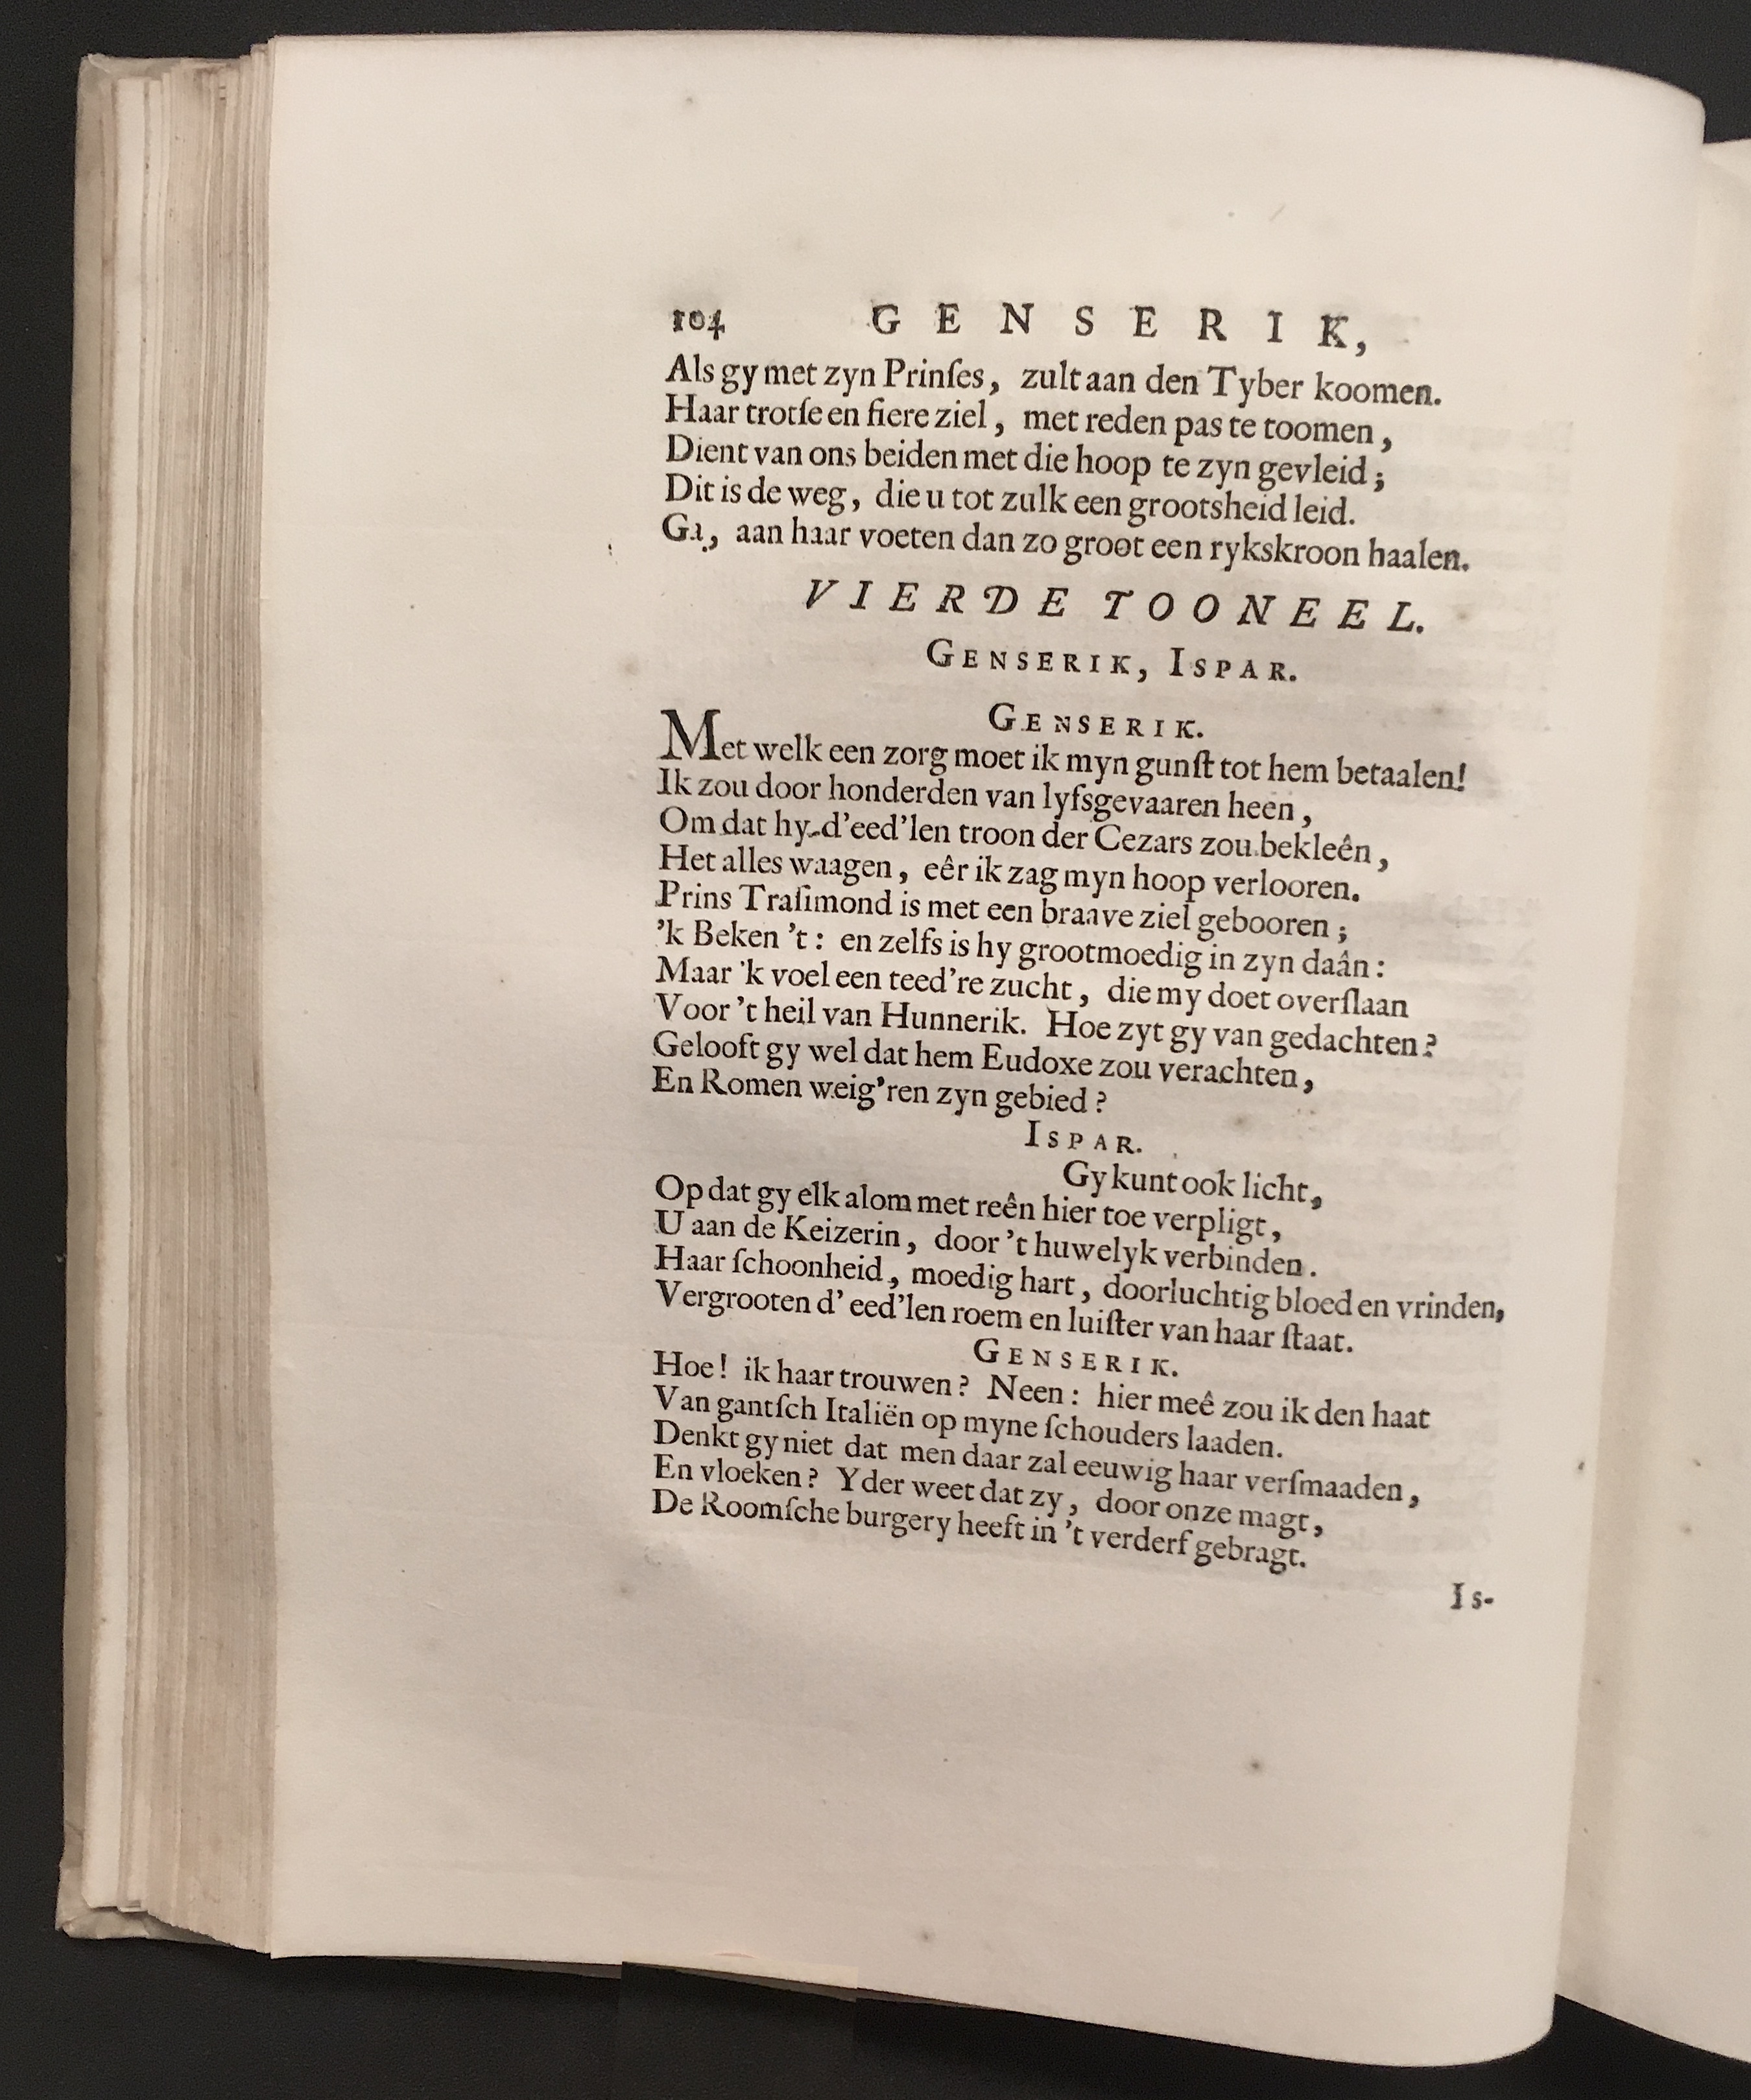 104 GENSERIK,
Als gy met zyn Prinſes, zult aan den Tyber koomen.
Haar trotſe en fiere ziel, met reden pas te toomen,
Dient van ons beiden met die hoop te zyn gevleid;
Dit is de weg, die u tot zulk een grootsheid leid.
Ga, aan haar voeten dan zo groot een rykskroon haalen.
VIERDE TOONEEL.
GENSERIK, ISPAR.
GENSERIK.
Met welk een zorg moet ik myn gunſt tot hem betaalen!
Ik zou door honderden van lyfsgevaaren heen,
Om dat hy d'eed'len troon der Cezars zou bekleên,
Het alles waagen, eêr ik zag myn hoop verlooren.
Prins Traſimond is met een braave ziel gebooren;
'k Beken 't: en zelfs is hy grootmoedig in zyn daân:
Maar 'k voel een teed're zucht, die my doet overſlaan
Voor 't heil van Hunnerik. Hoe zyt gy van gedachten?
Gelooft gy wel dat hem Eudoxe zou verachten,
En Romen weig'ren zyn gebied?
ISPAR.
Gy kunt ook licht,
Op dat gy elk alom met reên hier toe verpligt,
U aan de Keizerin, door 't huwelyk verbinden.
Haar ſchoonheid, moedig hart, doorluchtig bloed en vrinden,
Vergrooten d' eed'len roem en luiſter van haar ſtaat.
GENSERIK.
Hoe! ik haar trouwen? Neen: hier meê zou ik den haat
Van gantſch Italiën op myne ſchouders laaden.
Denkt gy niet dat men daar zal eeuwig haar verſmaaden,
En vloeken? Yder weet dat zy, door onze magt,
De Roomſche burgery heeft in 't verderf gebragt.
Is-